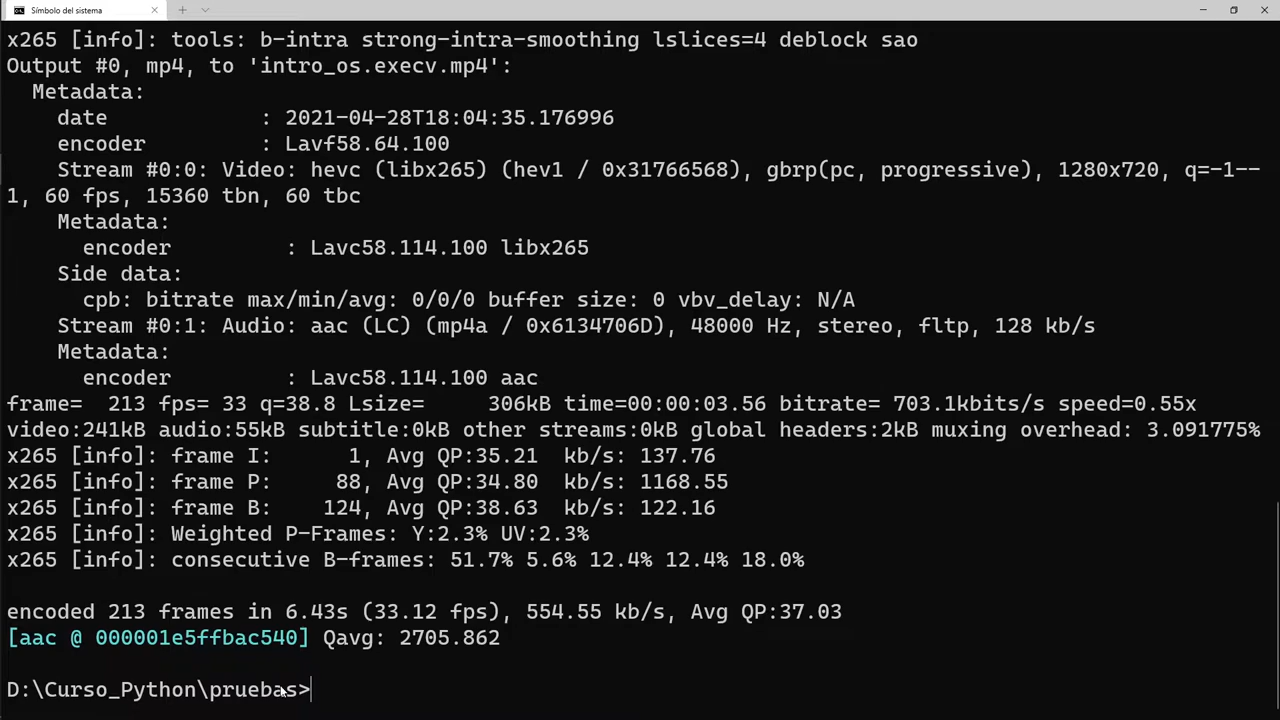 Símbolo del sistema
x265 [info]: tools: b-intra strong-intra-smoothing lslices=4 deblock sao
Output #0, mp4, to 'intro_os.execv.mp4':
Metadata:
date            : 2021-04-28T18:04:35.176996
encoder         : Lavf58.64.100
Stream #0:0: Video: hevc (libx265) (hev1 / 0x31766568), gbrp(pc, progressive), 1280x720, q=-1--
1, 60 fps, 15360 tbn, 60 tbc
Metadata:
encoder         : Lavc58.114.100 libx265
Side data:
cpb: bitrate max/min/avg: 0/0/0 buffer size: 0 vbv_delay: N/A
Stream #0:1: Audio: aac (LC) (mp4a / 0x6134706D), 48000 Hz, stereo, fltp, 128 kb/s
Metadata:
encoder         : Lavc58.114.100 aac
frame=  213 fps= 33 q=38.8 Lsize=     306kB time=00:00:03.56 bitrate= 703.1kbits/s speed=0.55x
video:241kB audio:55kB subtitle:0kB other streams:0kB global headers:2kB muxing overhead: 3.091775%
x265 [info]: frame I:      1, Avg QP:35.21  kb/s: 137.76
x265 [info]: frame P:     88, Avg QP:34.80  kb/s: 1168.55
x265 [info]: frame B:    124, Avg QP:38.63  kb/s: 122.16
x265 [info]: Weighted P-Frames: Y:2.3% UV:2.3%
x265 [info]: consecutive B-frames: 51.7% 5.6% 12.4% 12.4% 18.0%
encoded 213 frames in 6.43s (33.12 fps), 554.55 kb/s, Avg QP:37.03
[aac @ 000001e5ffbac540] Qavg: 2705.862
D:\Curso_Python\pruebas>